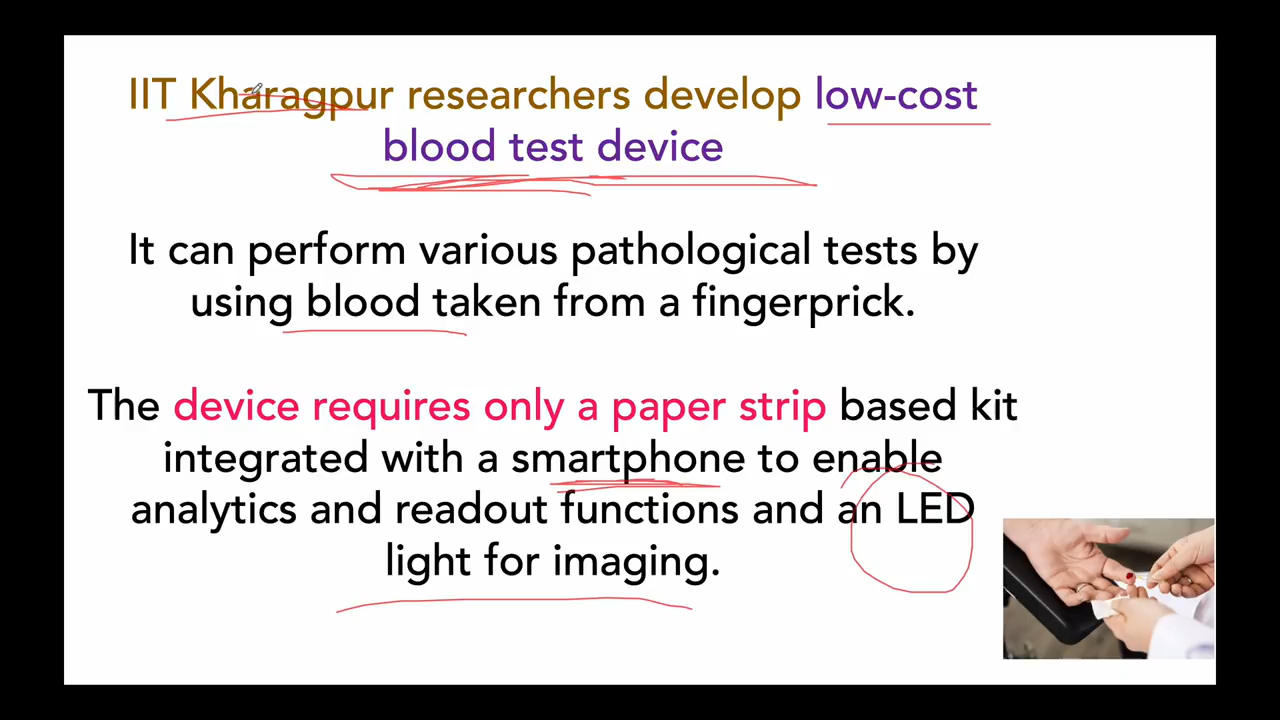 IIT Kharagpur researchers develop low-cost
blood test device
It can perform various pathological tests by
using blood taken from a fingerprick.
The device requires only a paper strip based kit
integrated with a smartphone to enable
analytics and readout functions and an LED
light for imaging.